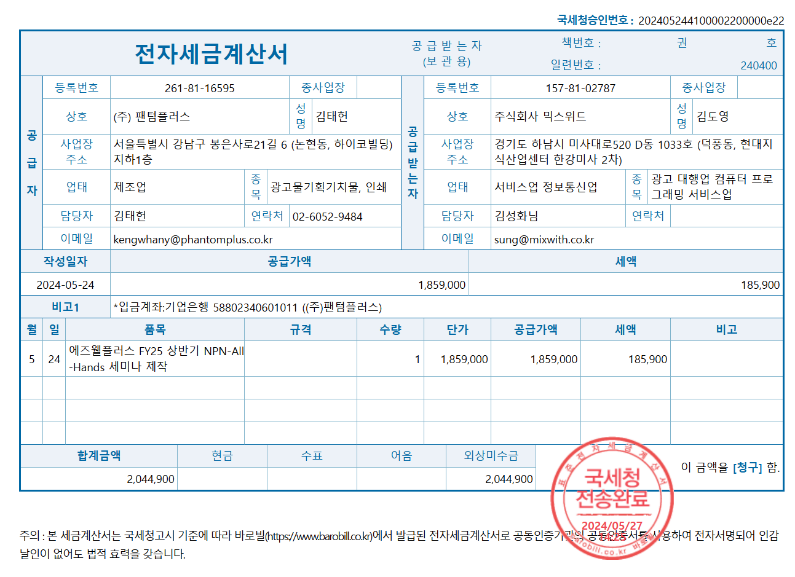 국세청승인번호 : 202405244100002200000e22
전자세금계산서
공 급 받 는 자
(보 관 용)
책번호 : 권 호
일련번호 : 240400
공급자
등록번호 261-81-16595 종사업장
상호 (주) 팬텀플러스 성명 김태헌
사업장 주소 서울특별시 강남구 봉은사로21길 6 (논현동, 하이코빌딩)
지하1층
업태 제조업 종목 광고물기획기치물, 인쇄
담당자 김태헌 연락처 02-6052-9484
이메일 kengwhany@phantomplus.co.kr
공급받는자
등록번호 157-81-02787 종사업장
상호 주식회사 믹스위드 성명 김도영
사업장 주소 경기도 하남시 미사대로520 D동 1033호 (덕풍동, 현대지
식산업센터 한강미사 2차)
업태 서비스업 정보통신업 종목 광고 대행업 컴퓨터 프로
그래밍 서비스업
담당자 김성화님 연락처
이메일 sung@mixwith.co.kr
작성일자 공급가액 세액
2024-05-24 1,859,000 185,900
비고1 *입금계좌:기업은행 58802340601011 ((주)팬텀플러스)
월 일 품목 규격 수량 단가 공급가액 세액 비고
5 24 에즈웰플러스 FY25 상반기 NPN-All
-Hands 세미나 제작 1 1,859,000 1,859,000 185,900
합계금액 현금 수표 어음 외상미수금
2,044,900 2,044,900
이 금액을 [청구] 함.
표준전자세금계산서
국세청
전송완료
2024/05/27
주의 : 본 세금계산서는 국세청고시 기준에 따라 바로빌(https://www.barobill.co.kr)에서 발급된 전자세금계산서로 공동인증기관의 공동인증서를 사용하여 전자서명되어 인감
날인이 없어도 법적 효력을 갖습니다.